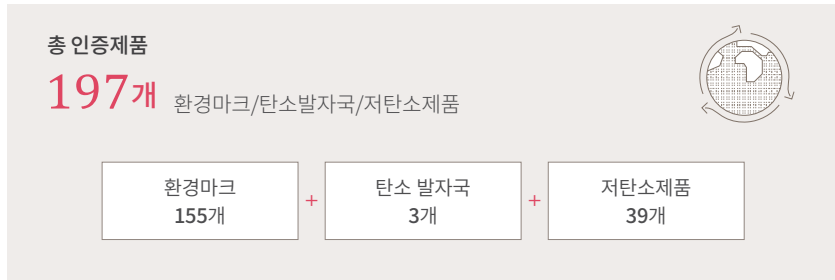 총 인증제품
197개 환경마크/탄소발자국/저탄소제품
환경마크 + 탄소 발자국 + 저탄소제품
155개 3개 39개